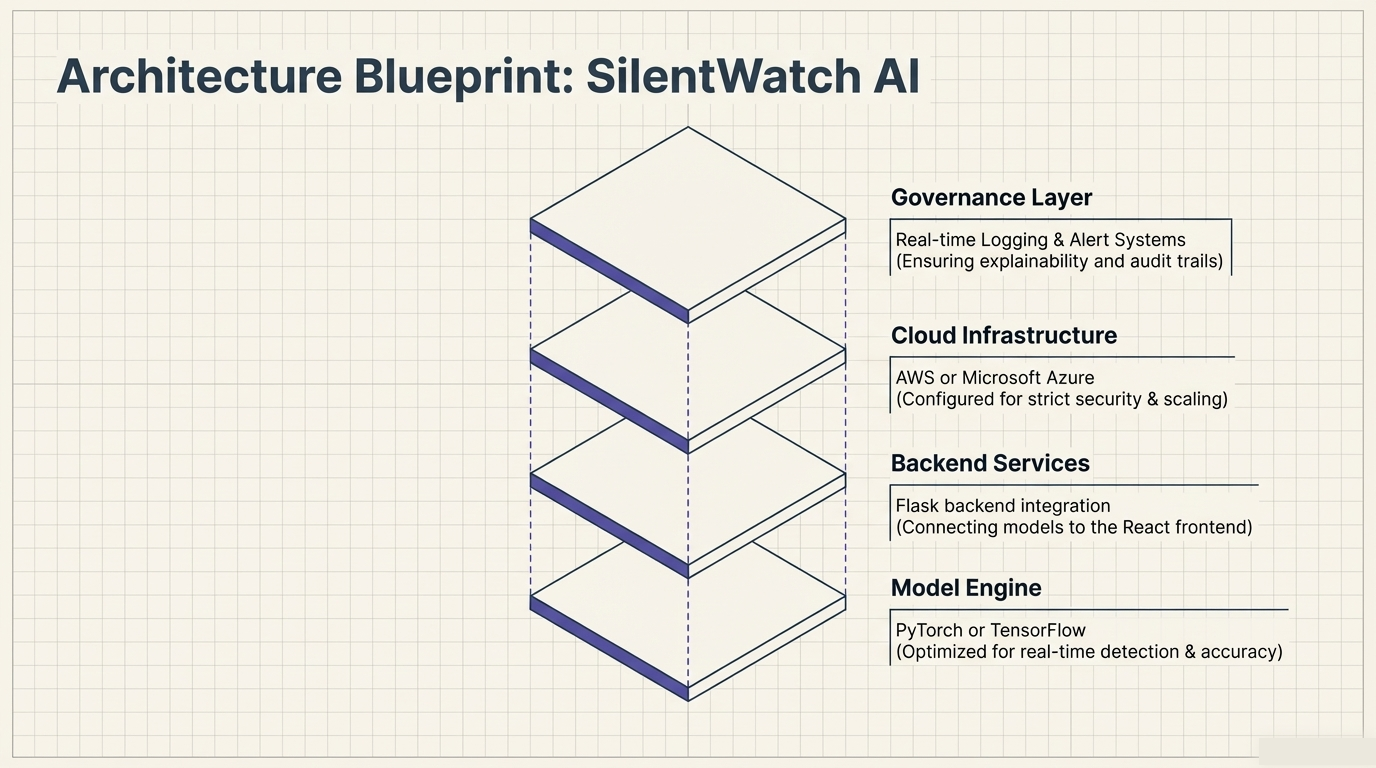 Architecture Blueprint: SilentWatch AI
Governance Layer
Real-time Logging & Alert Systems
(Ensuring explainability and audit trails)
Cloud Infrastructure
AWS or Microsoft Azure
(Configured for strict security & scaling)
Backend Services
Flask backend integration
(Connecting models to the React frontend)
Model Engine
PyTorch or TensorFlow
(Optimized for real-time detection & accuracy)